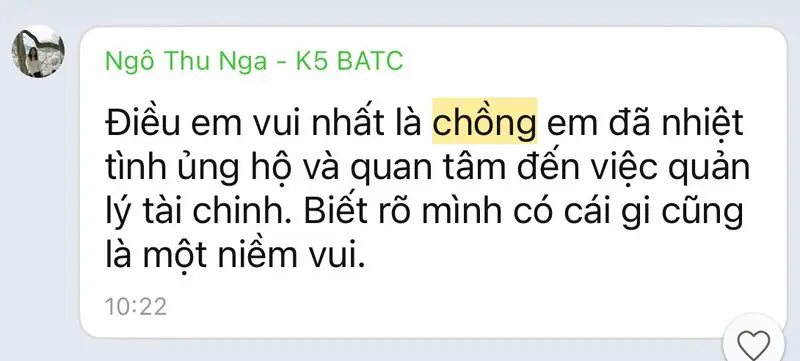 Ngô Thu Nga - K5 BATC
Điều em vui nhất là chồng em đã nhiệt
tình ủng hộ và quan tâm đến việc quản
lý tài chinh. Biết rõ mình có cái gi cũng
là một niềm vui.
10:22